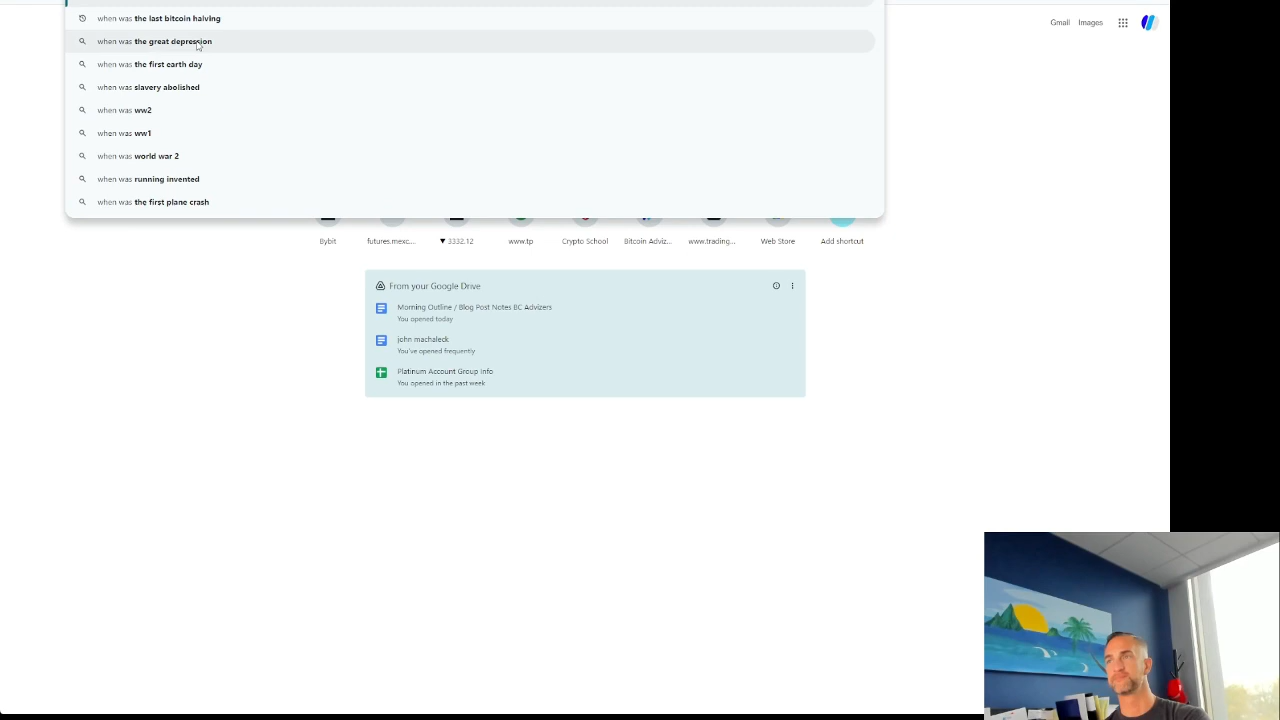 when was the last bitcoin halving
Gmail Images
when was the great depression
when was the first earth day
when was slavery abolished
when was ww2
when was ww1
when was world war 2
when was running invented
when was the first plane crash
Bybit futures.mexc.... ▼ 3332.12 www.tp Crypto School Bitcoin Adviz... www.trading... Web Store Add shortcut
From your Google Drive
Morning Outline / Blog Post Notes BC Advizers
You opened today
john machaleck
You've opened frequently
Platinum Account Group Info
You opened in the past week